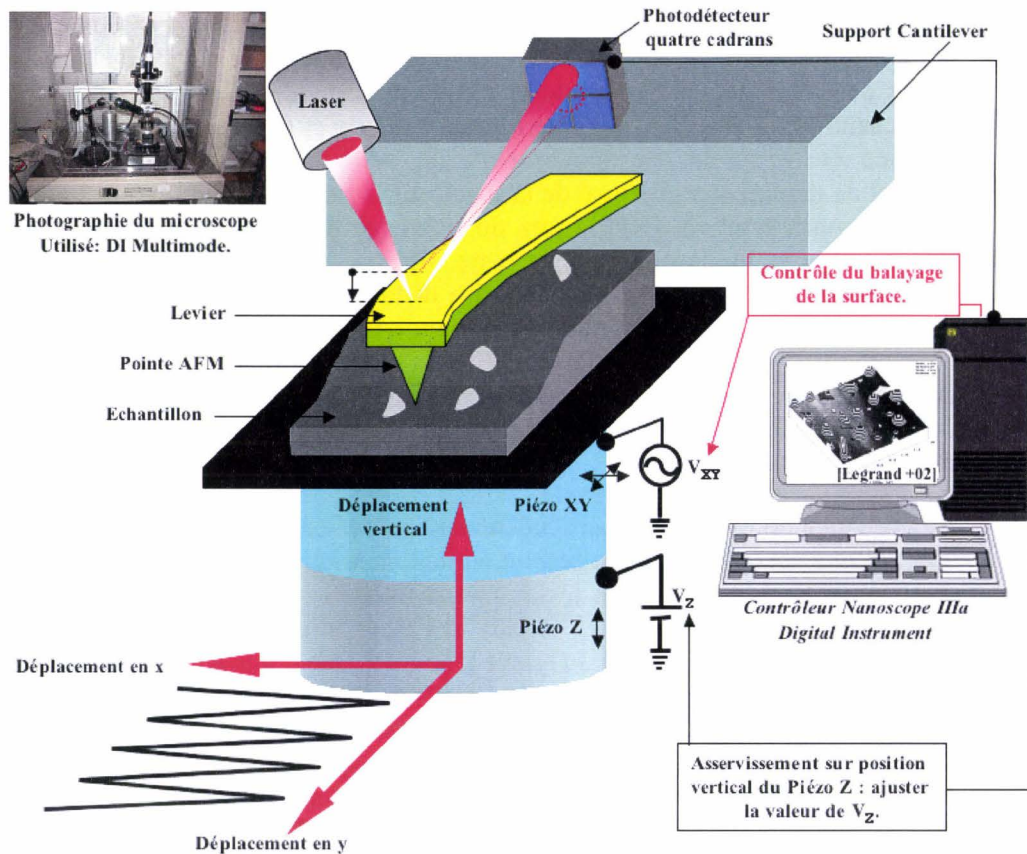 Photodétecteur
quatre cadrans
Support Cantilever
Laser
Photographie du microscope
Utilisé: DI Multimode.
Contrôle du balayage
de la surface.
Levier
Pointe AFM
Echantillon
[Legrand +02]
V XY
Déplacement
vertical
Piézo XY
V Z
Piézo Z
Contrôleur Nanoscope IIIa
Digital Instrument
Déplacement en x
Asservissement sur position
vertical du Piézo Z : ajuster
la valeur de V Z.
Déplacement en y